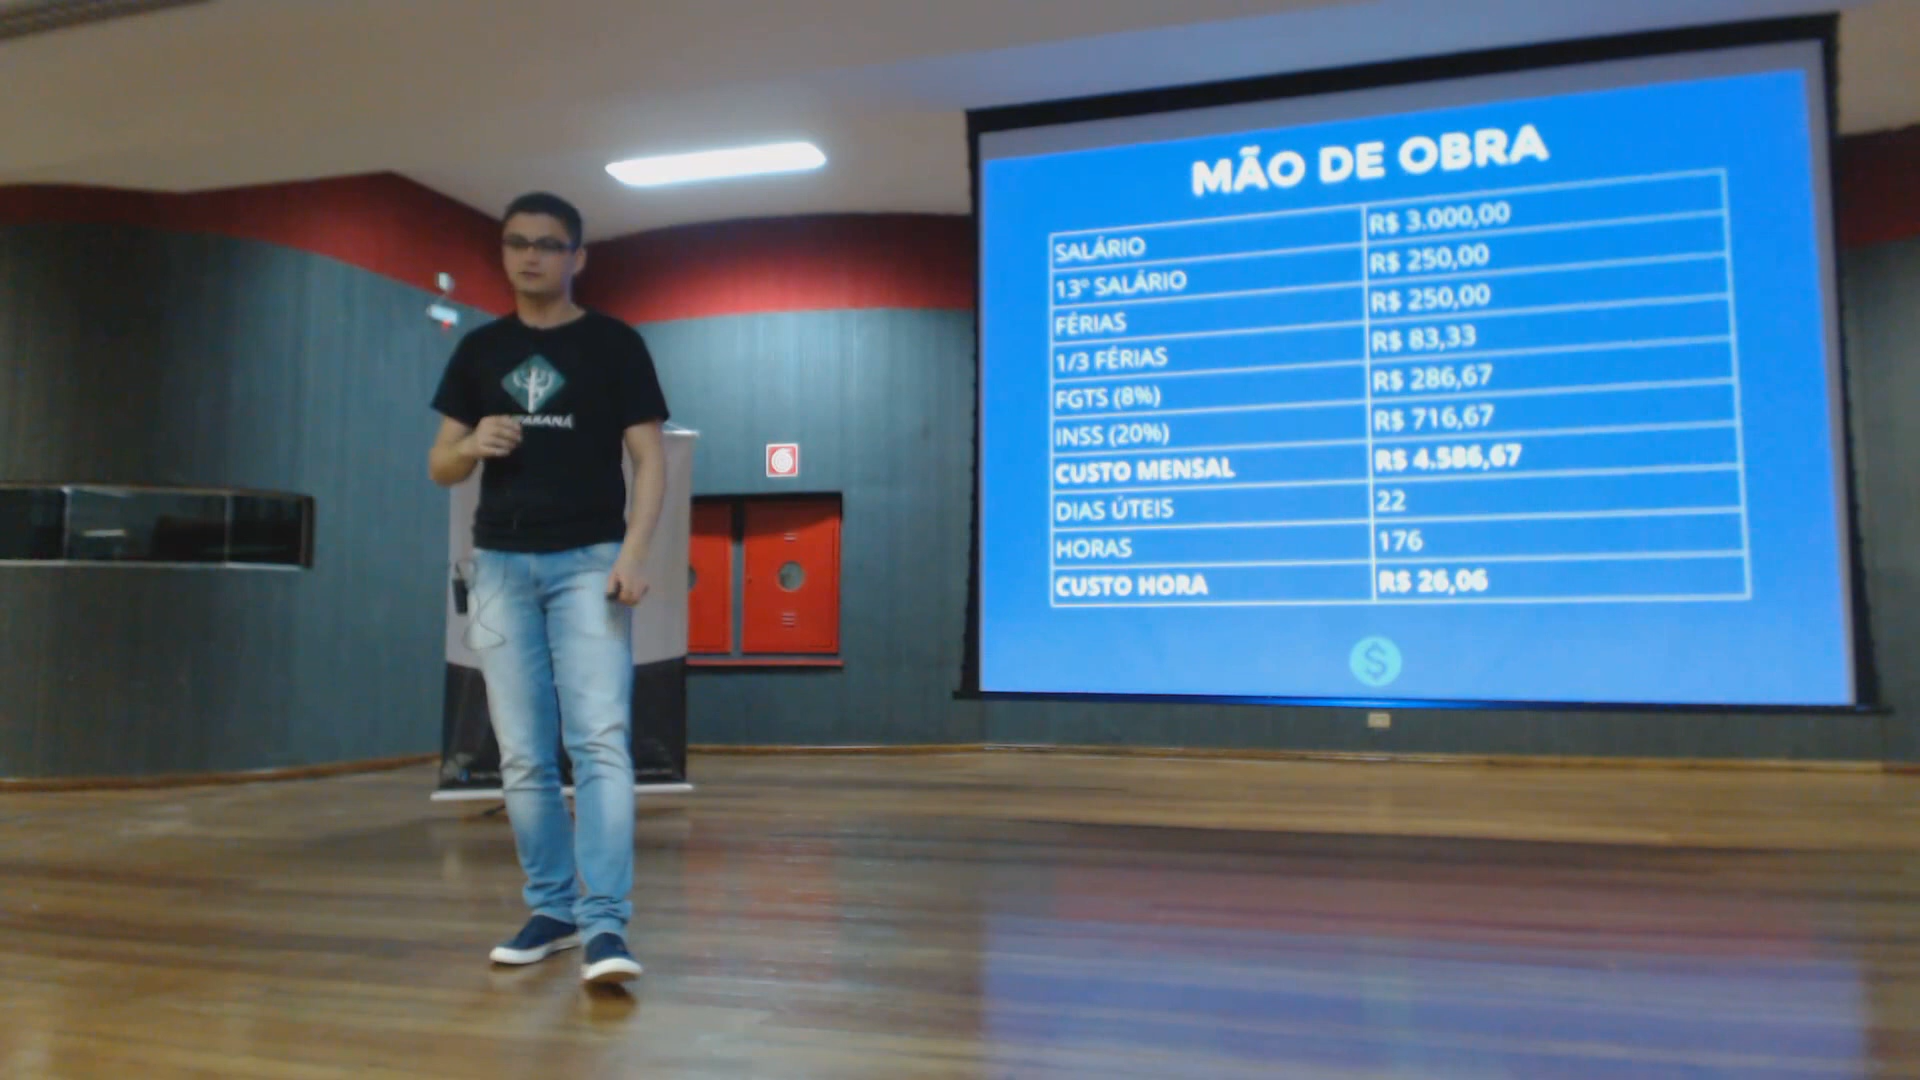 MÃO DE OBRA
SALÁRIO R$ 3.000,00
13º SALÁRIO R$ 250,00
FÉRIAS R$ 250,00
1/3 FÉRIAS R$ 83,33
FGTS (8%) R$ 286,67
INSS (20%) R$ 716,67
CUSTO MENSAL R$ 4.586,67
DIAS ÚTEIS 22
HORAS 176
CUSTO HORA R$ 26,06
$